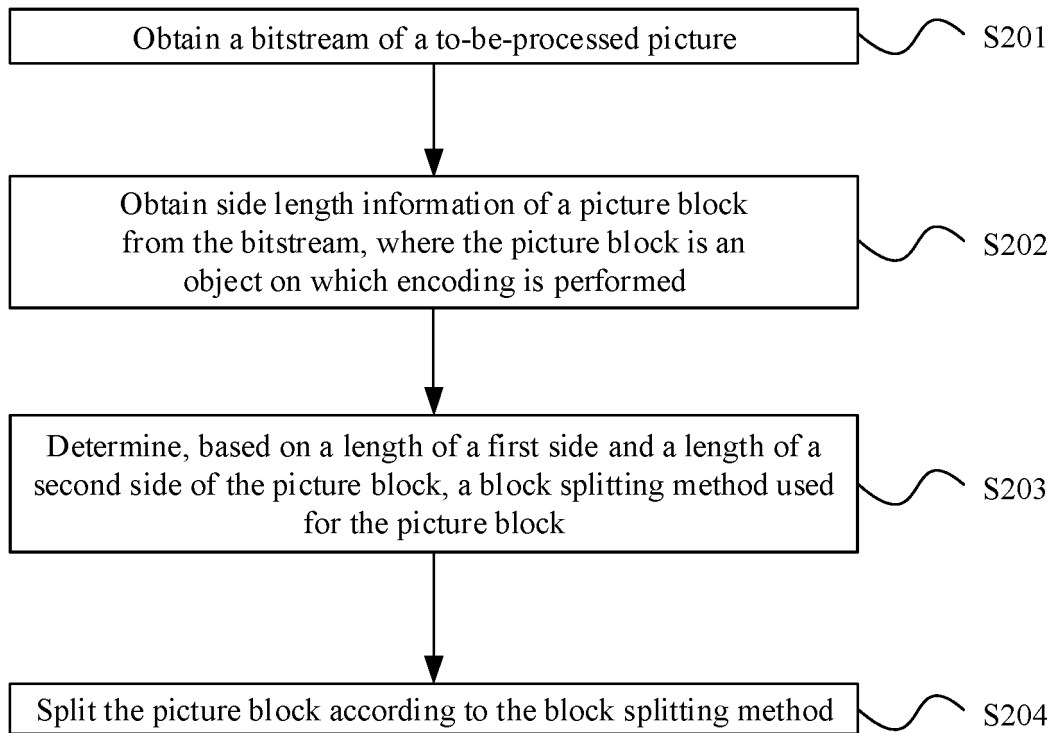 Obtain a bitstream of a to-be-processed picture
S201
Obtain side length information of a picture block
from the bitstream, where the picture block is an
object on which encoding is performed
S202
Determine, based on a length of a first side and a length of a
second side of the picture block, a block splitting method used
for the picture block
S203
Split the picture block according to the block splitting method
S204